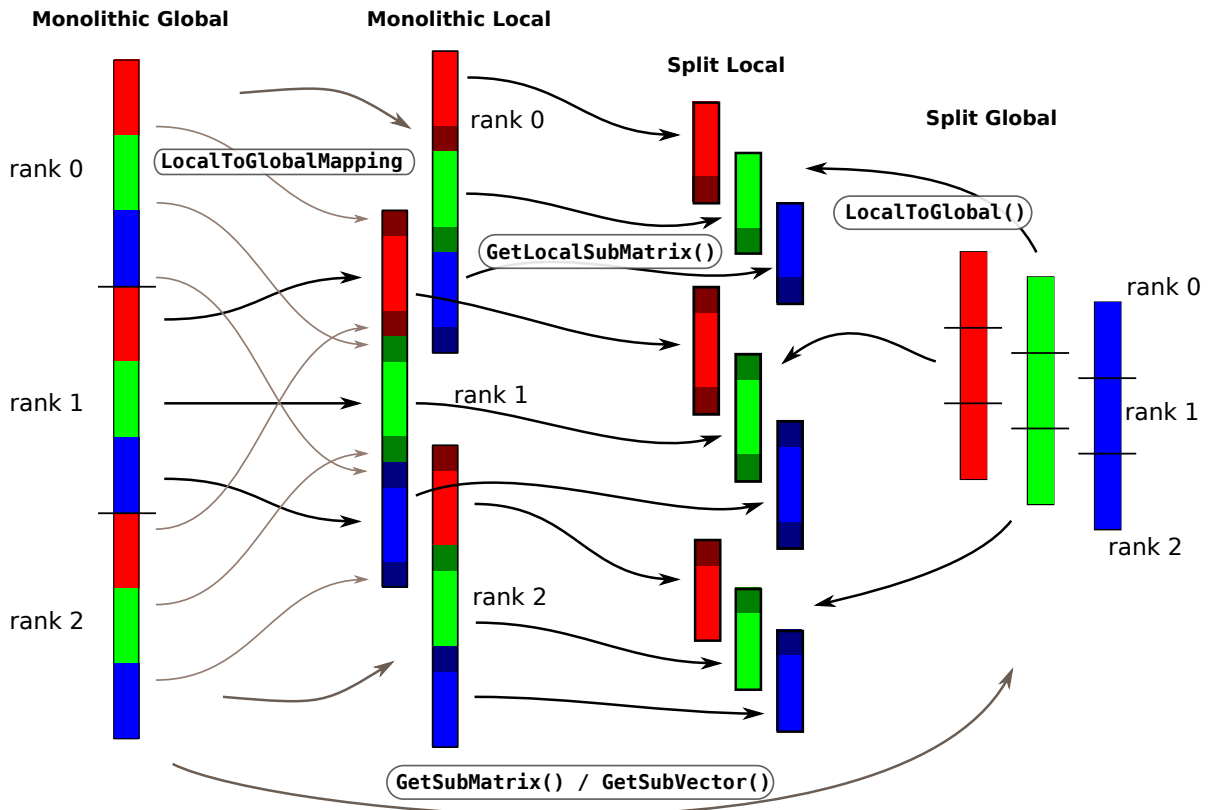 Monolithic Global
Monolithic Local
Split Local
Split Global
rank 0
LocalToGlobalMapping
rank 0
LocalToGlobal()
GetLocalSubMatrix()
rank 0
rank 1
rank 1
rank 1
rank 2
rank 2
rank 2
GetSubMatrix() / GetSubVector()